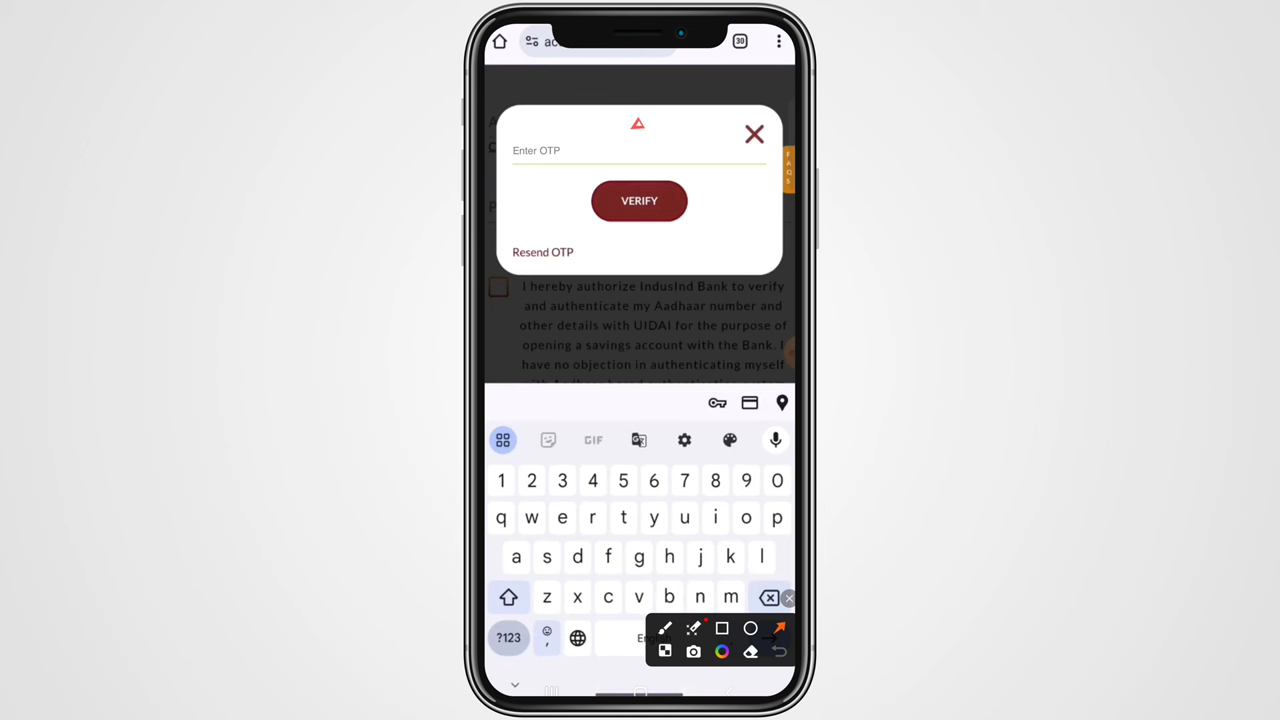 30
ac
Enter OTP
VERIFY
Resend OTP
F
A
Q
S
I hereby authorize IndusInd Bank to verify
and authenticate my Aadhaar number and
other details with UIDAI for the purpose of
opening a savings account with the Bank. I
have no objection in authenticating myself
GIF
1 2 3 4 5 6 7 8 9 0
q w e r t y u i o p
a s d f g h j k l
z x c v b n m
?123 ,